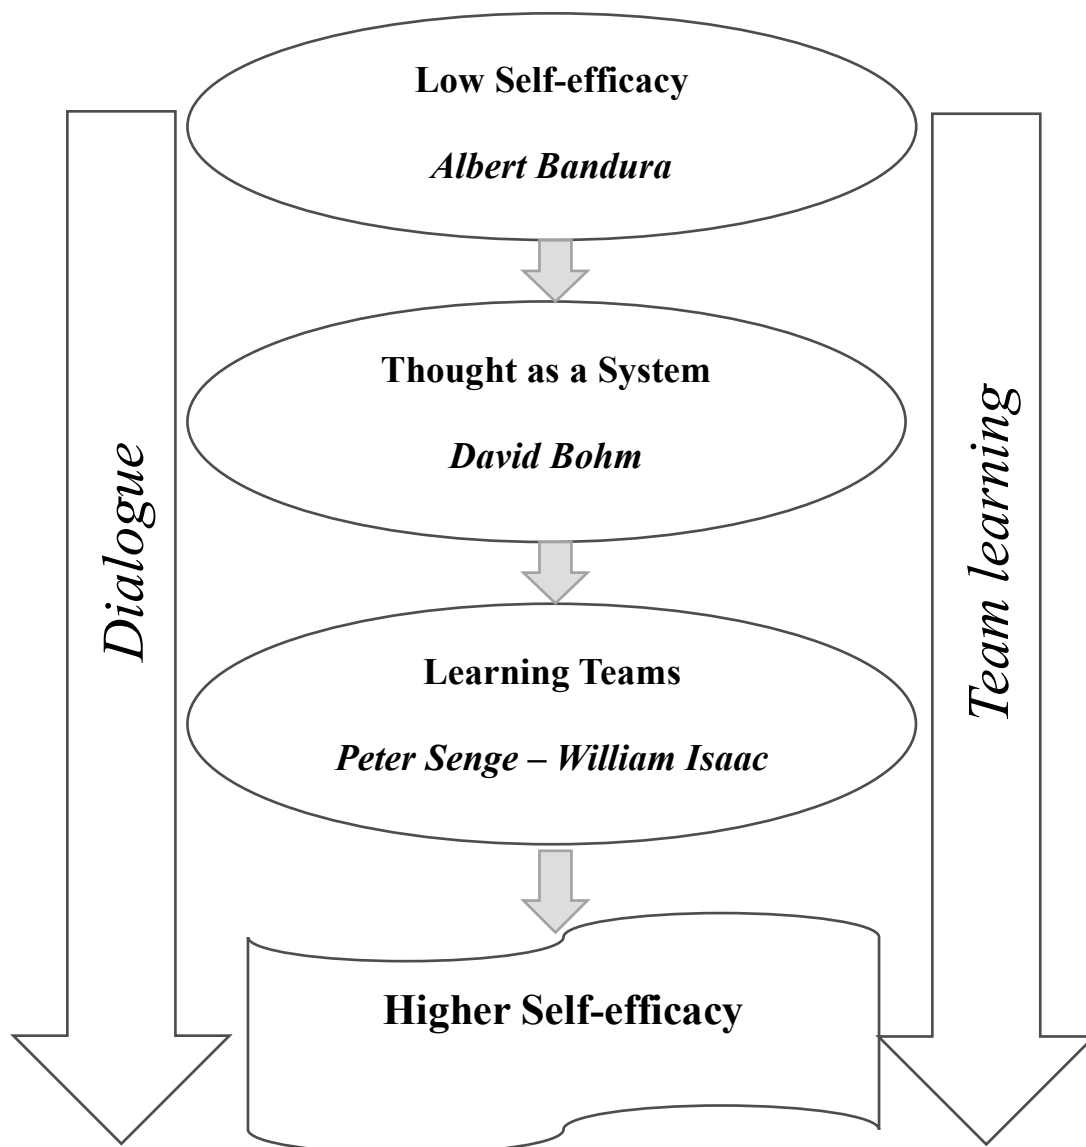 Low Self-efficacy
Albert Bandura
Thought as a System
David Bohm
Learning Teams
Peter Senge – William Isaac
Higher Self-efficacy
Dialogue
Team learning